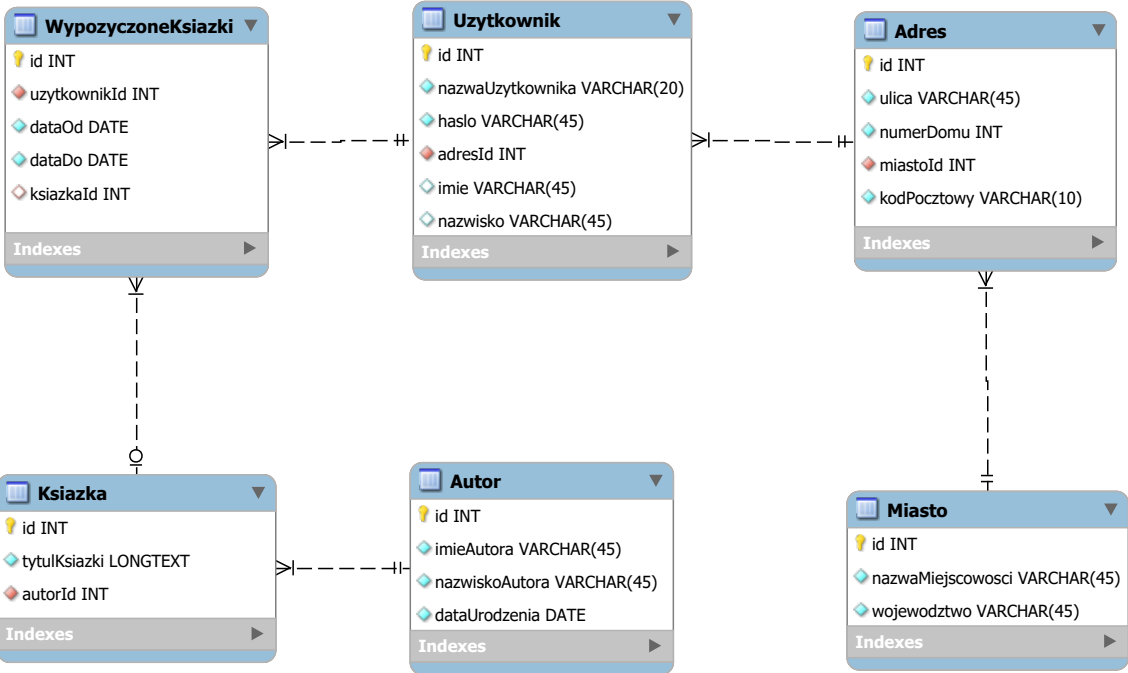 WypozyczoneKsiazki
id INT
uzytkownikId INT
dataOd DATE
dataDo DATE
ksiazkaId INT
Indexes
Uzytkownik
id INT
nazwaUzytkownika VARCHAR(20)
haslo VARCHAR(45)
adresId INT
imie VARCHAR(45)
nazwisko VARCHAR(45)
Indexes
Adres
id INT
ulica VARCHAR(45)
numerDomu INT
miastoId INT
kodPocztowy VARCHAR(10)
Indexes
Ksiazka
id INT
tytulKsiazki LONGTEXT
autorId INT
Indexes
Autor
id INT
imieAutora VARCHAR(45)
nazwiskoAutora VARCHAR(45)
dataUrodzenia DATE
Indexes
Miasto
id INT
nazwaMiejscowosci VARCHAR(45)
wojewodztwo VARCHAR(45)
Indexes